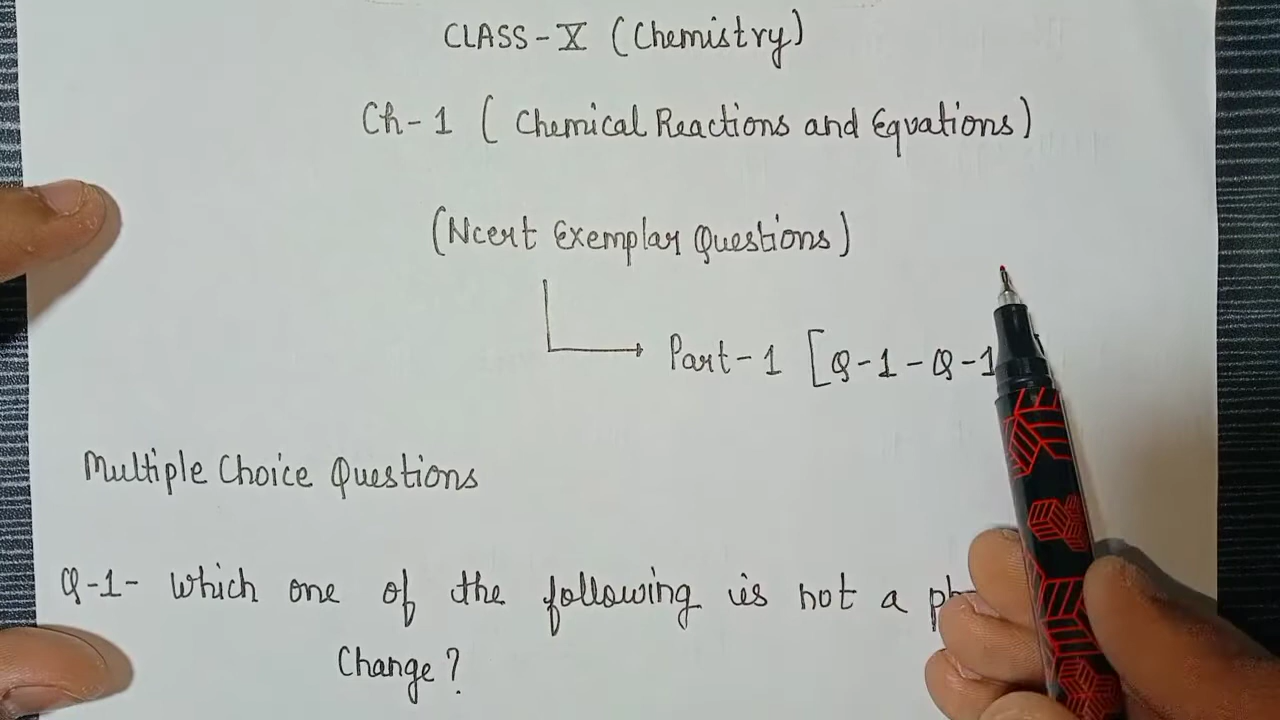 CLASS-X (Chemistry)
Ch-1 (Chemical Reactions and Equations)
(Ncert Exemplar Questions)
Part-1 [Q-1-Q-1
Multiple Choice Questions
Q-1- Which one of the following is not a
Change?